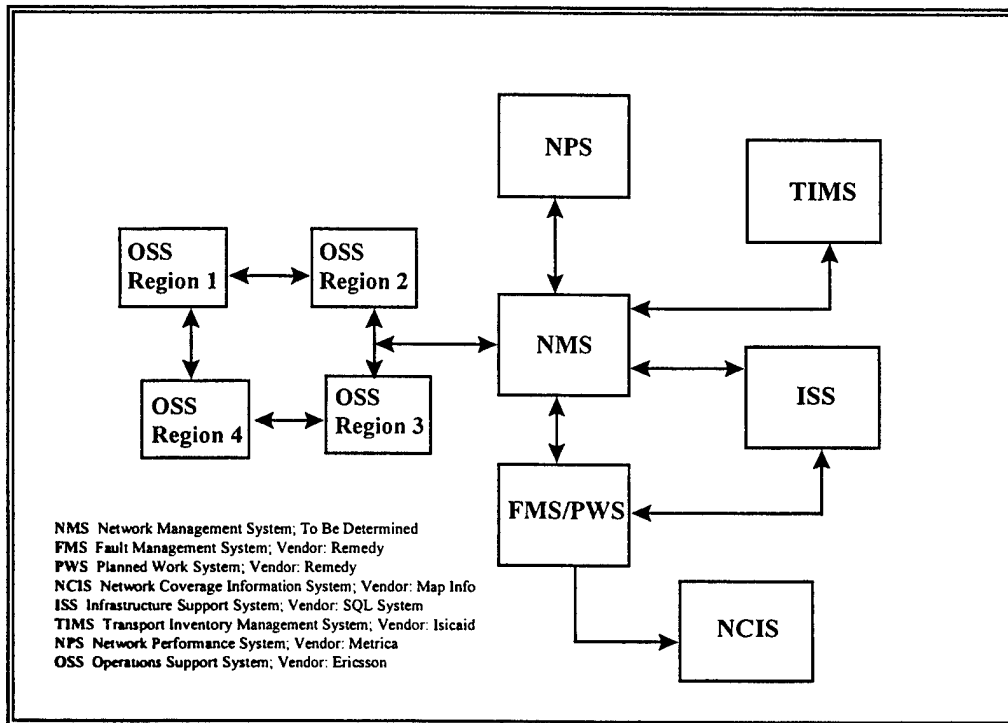 NPS
TIMS
OSS
Region 1
OSS
Region 2
NMS
OSS
Region 4
OSS
Region 3
ISS
FMS/PWS
NCIS
NMS Network Management System; To Be Determined
FMS Fault Management System; Vendor: Remedy
PWS Planned Work System; Vendor: Remedy
NCIS Network Coverage Information System; Vendor: Map Info
ISS Infrastructure Support System; Vendor: SQL System
TIMS Transport Inventory Management System; Vendor: Isicaid
NPS Network Performance System; Vendor: Metrica
OSS Operations Support System; Vendor: Ericsson